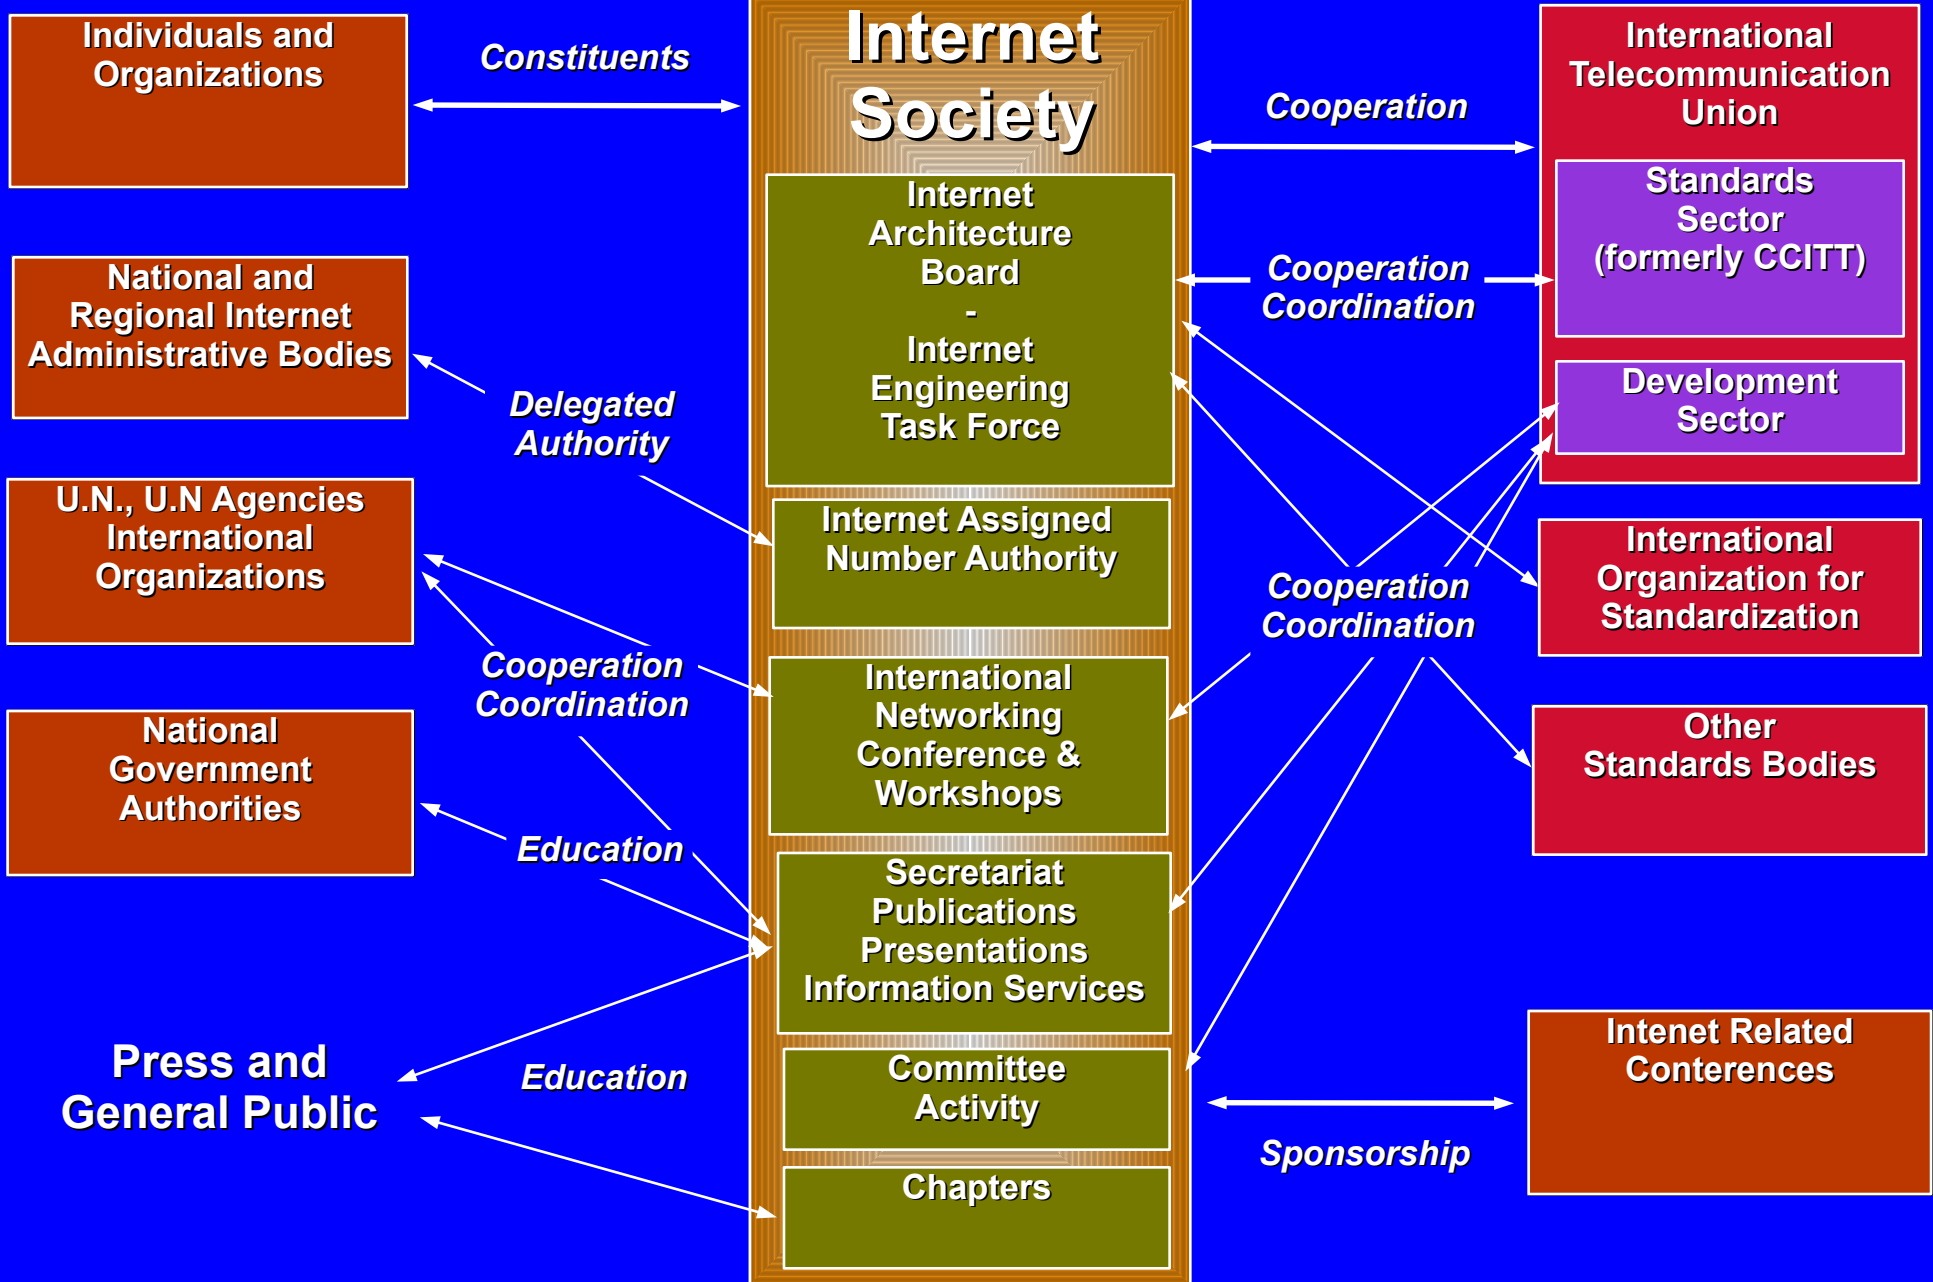 Individuals and
Organizations
Constituents
National and
Regional Internet
Administrative Bodies
Delegated
Authority
U.N., U.N Agencies
International
Organizations
Cooperation
Coordination
National
Government
Authorities
Education
Press and
General Public
Education
Internet
Society
Internet
Architecture
Board
-
Internet
Engineering
Task Force
Internet Assigned
Number Authority
International
Networking
Conference &
Workshops
Secretariat
Publications
Presentations
Information Services
Committee
Activity
Chapters
Cooperation
Cooperation
Coordination
Cooperation
Coordination
Sponsorship
International
Telecommunication
Union
Standards
Sector
(formerly CCITT)
Development
Sector
International
Organization for
Standardization
Other
Standards Bodies
Intenet Related
Conterences